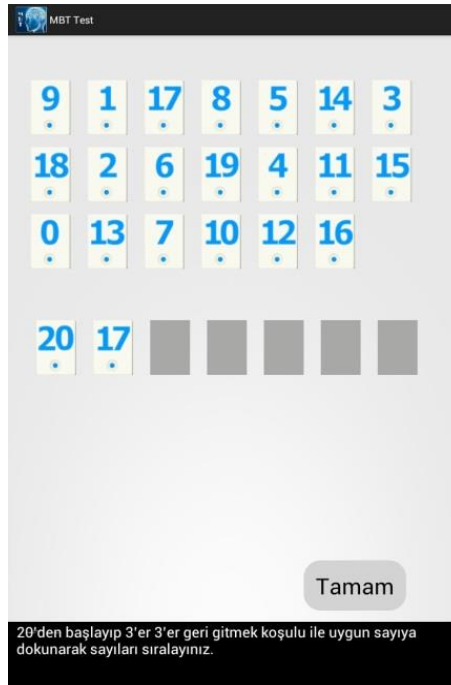 MBT Test
9 1 17 8 5 14 3
18 2 6 19 4 11 15
0 13 7 10 12 16
20 17
Tamam
20'den başlayıp 3'er 3'er geri gitmek koşulu ile uygun sayıya
dokunarak sayıları sıralayınız.